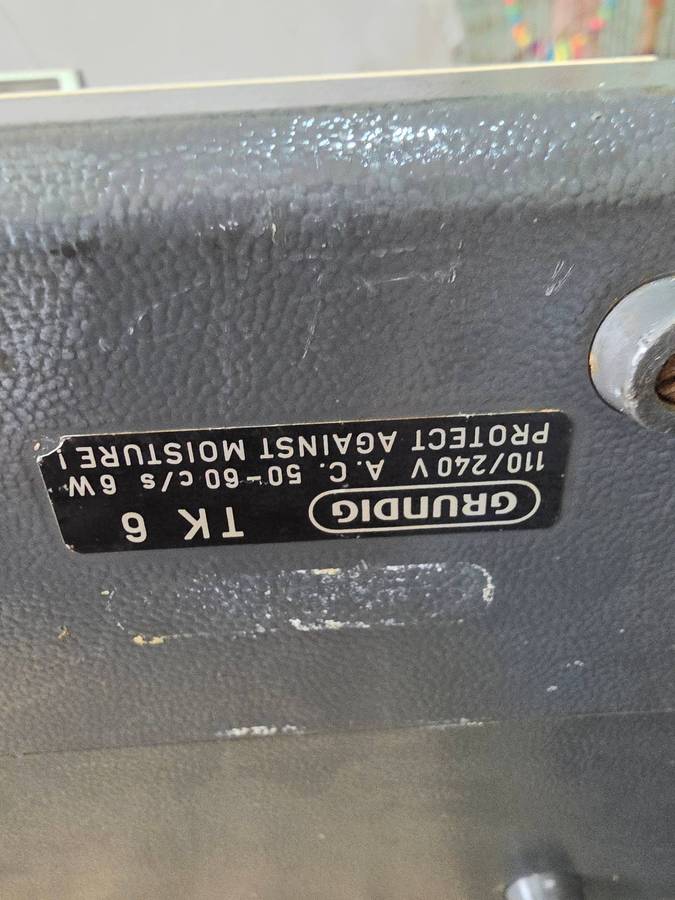 GRUNDIG TK 6
110/240 V A.C. 50-60 c/s 6W
PROTECT AGAINST MOISTURE !